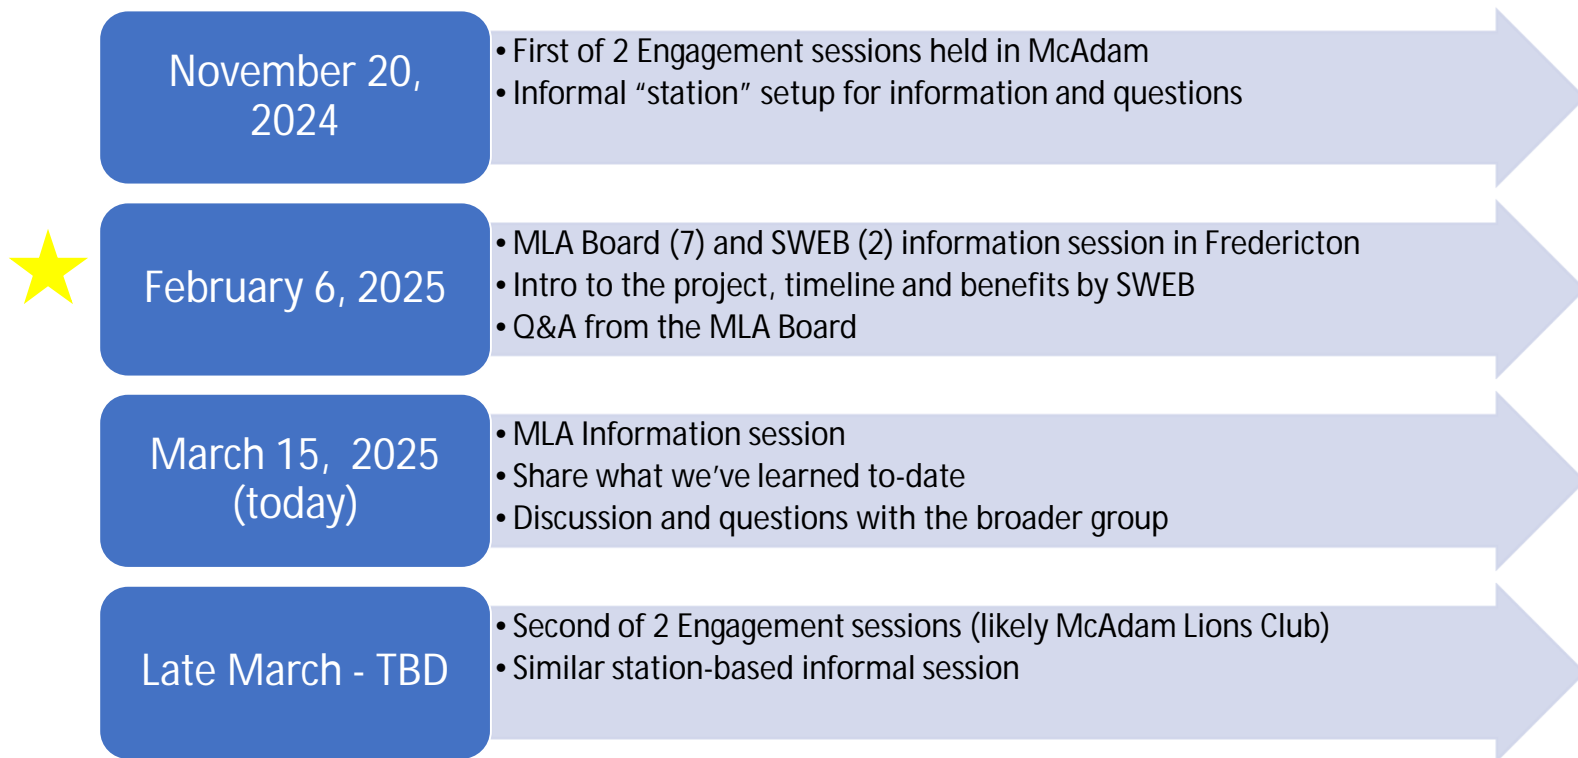 November 20,
2024
• First of 2 Engagement sessions held in McAdam
• Informal “station” setup for information and questions
February 6, 2025
• MLA Board (7) and SWEB (2) information session in Fredericton
• Intro to the project, timeline and benefits by SWEB
• Q&A from the MLA Board
March 15, 2025
(today)
• MLA Information session
• Share what we’ve learned to-date
• Discussion and questions with the broader group
Late March - TBD
• Second of 2 Engagement sessions (likely McAdam Lions Club)
• Similar station-based informal session